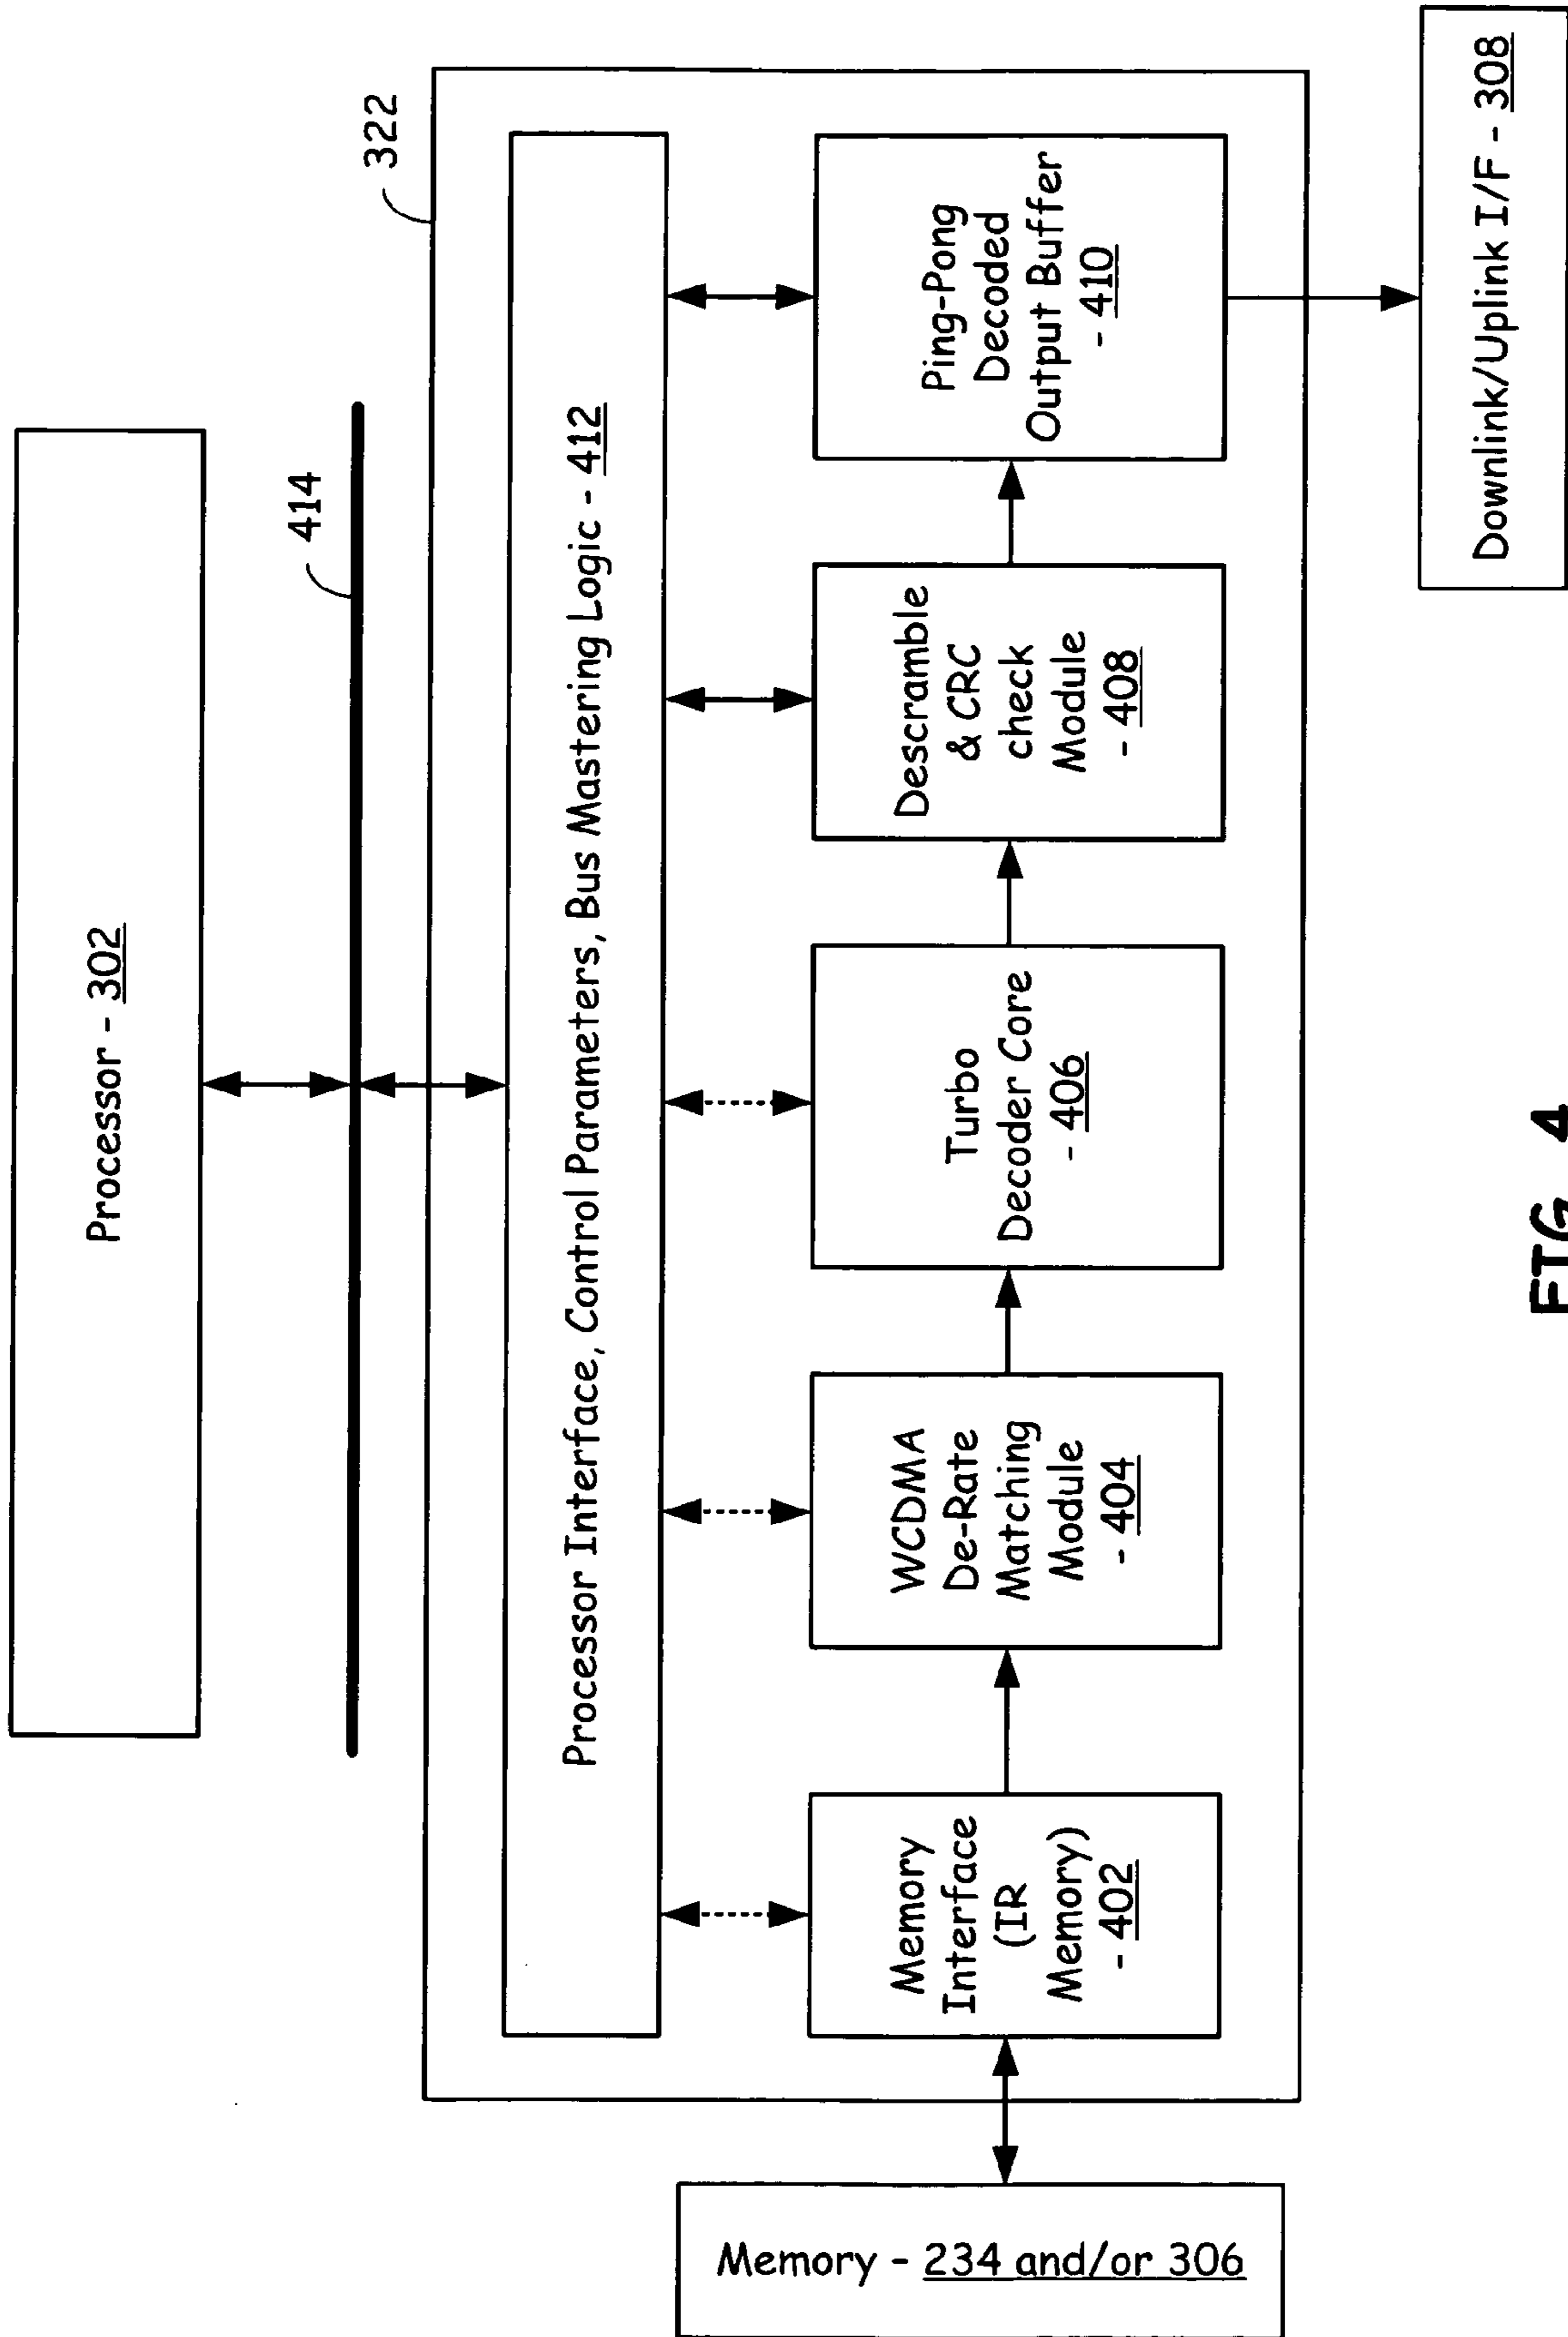 Processor - 302
414
322
Processor Interface, Control Parameters, Bus Mastering Logic - 412
Memory
Interface
(IR
Memory)
- 402
WCDMA
De-Rate
Matching
Module
- 404
Turbo
Decoder Core
- 406
Descramble
& CRC
check
Module
- 408
Ping-Pong
Decoded
Output Buffer
- 410
Memory - 234 and/or 306
Downlink/Uplink I/F - 308
FIG. 4